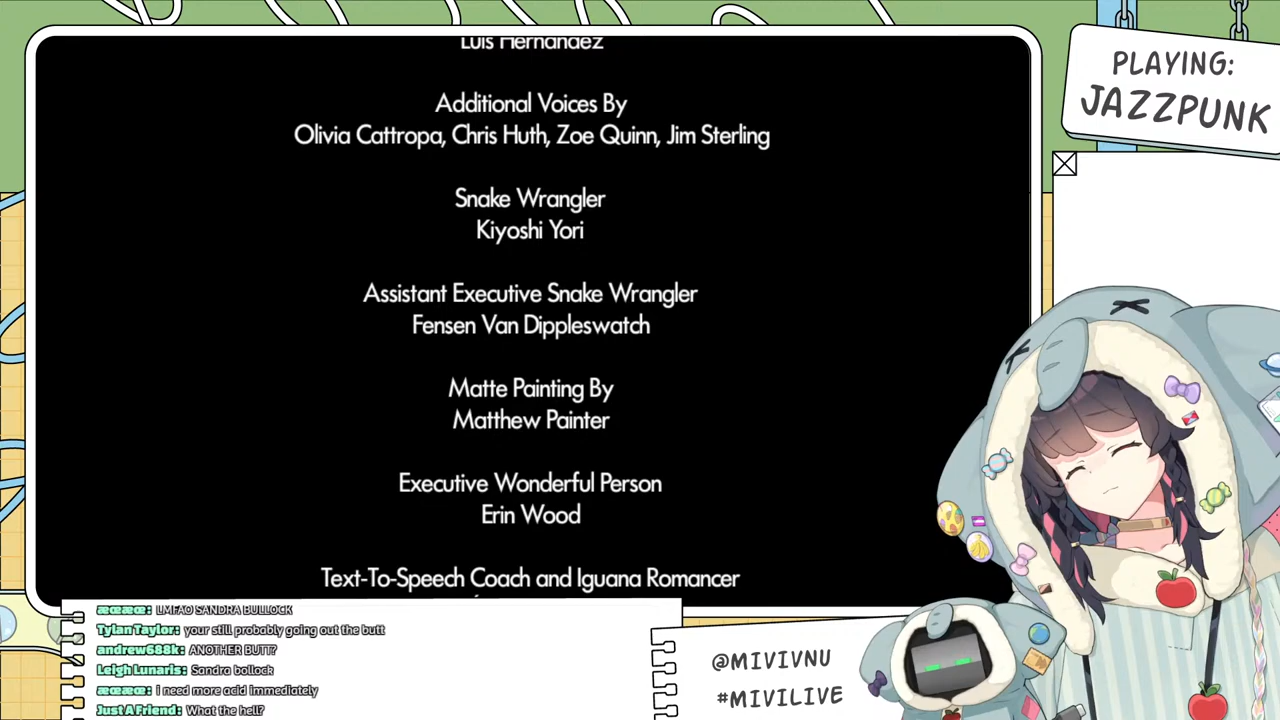 Luis Hernandez
Additional Voices By
Olivia Cattropa, Chris Huth, Zoe Quinn, Jim Sterling
Snake Wrangler
Kiyoshi Yori
Assistant Executive Snake Wrangler
Fensen Van Dippleswatch
Matte Painting By
Matthew Painter
Executive Wonderful Person
Erin Wood
Text-To-Speech Coach and Iguana Romancer
PLAYING:
JAZZPUNK
æœæœ: LMFAO SANDRA BULLOCK
Tylan Taylor: your still probably going out the butt
andrew688k: ANOTHER BUTT?
Leigh Lunaris: Sandra bollock
æœæœ: i need more acid immediately
Just A Friend: What the hell?
@MIVIVNU
#MIVILIVE